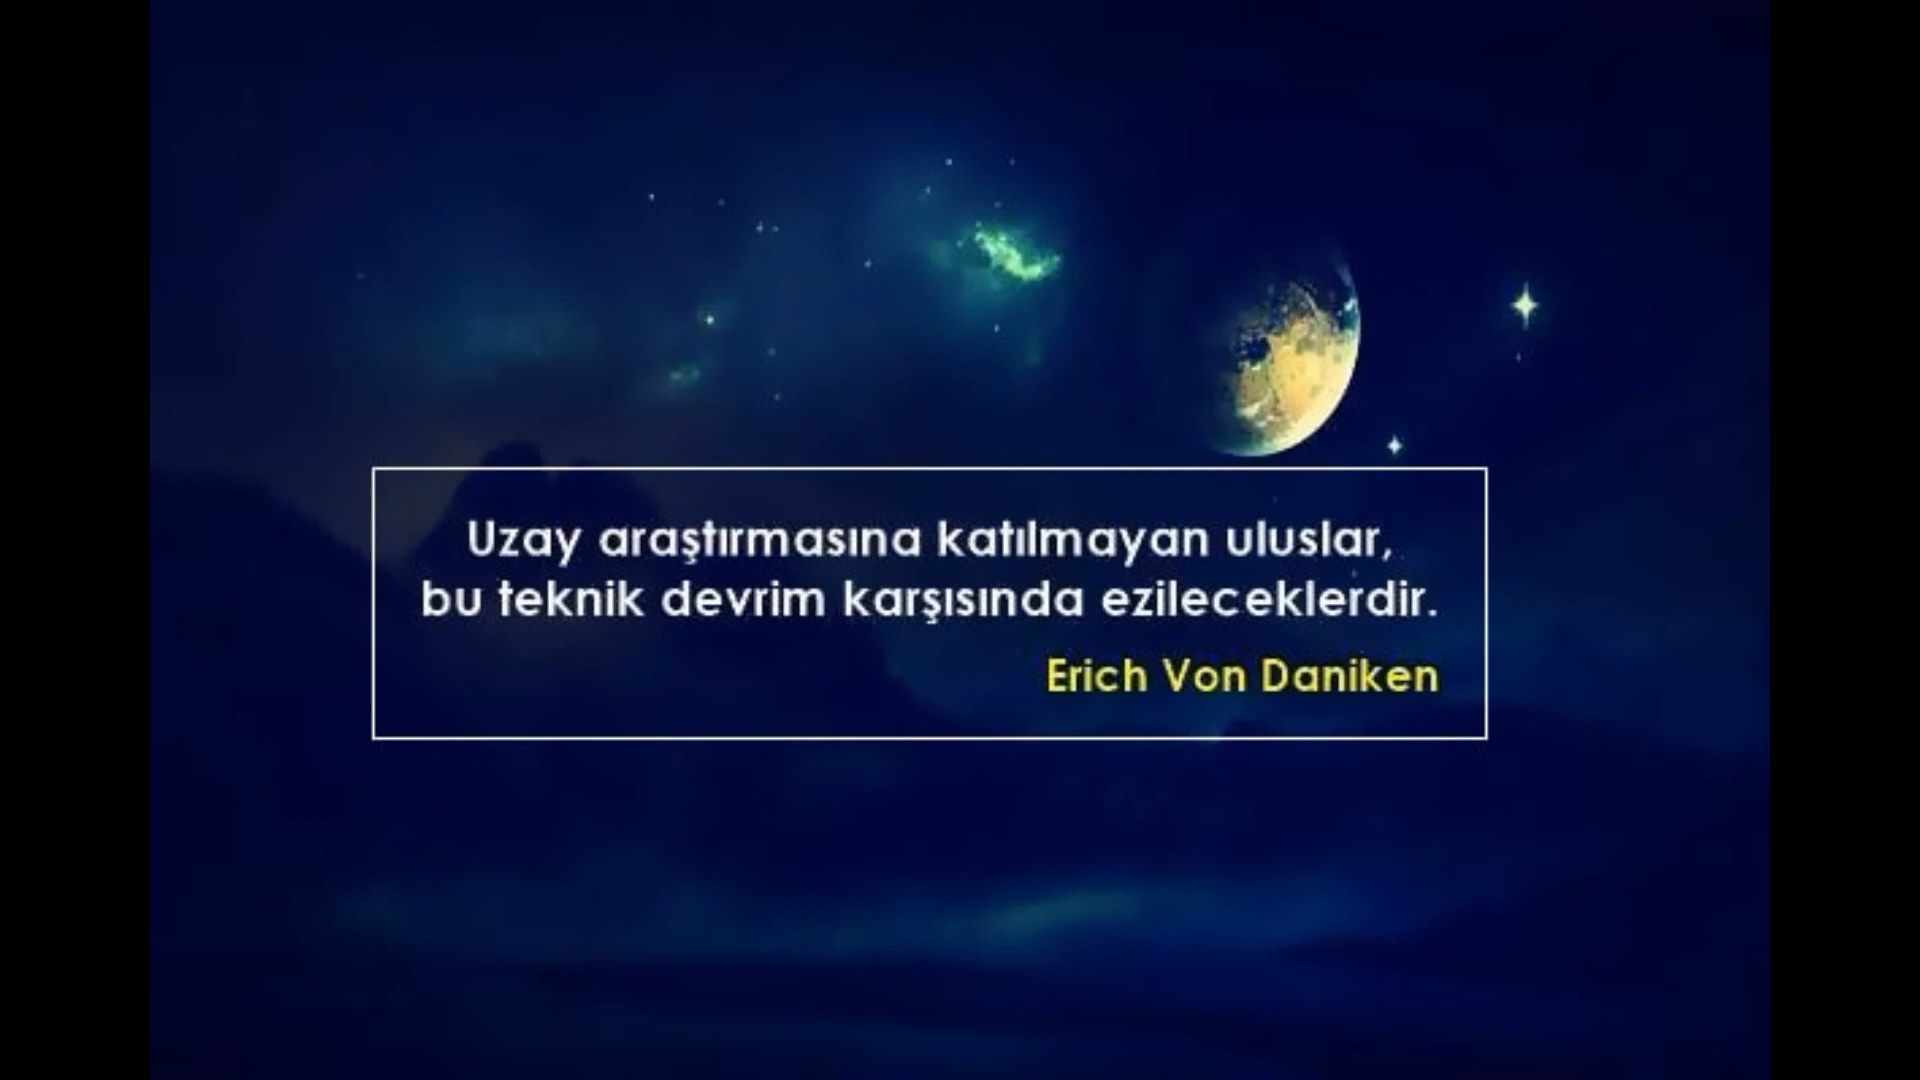 Uzay araştırmasına katılmayan uluslar,
bu teknik devrim karşısında ezileceklerdir.
Erich Von Daniken